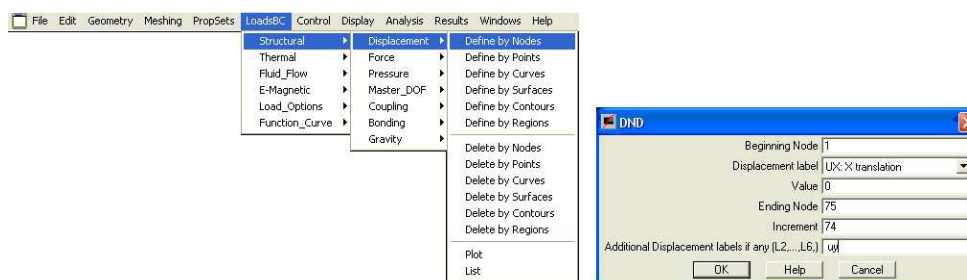 File Edit Geometry Meshing PropSets LoadsBC Control Display Analysis Results Windows Help
Structural
Thermal
Fluid_Flow
E-Magnetic
Load_Options
Function_Curve
Displacement
Force
Pressure
Master_DOF
Coupling
Bonding
Gravity
Define by Nodes
Define by Points
Define by Curves
Define by Surfaces
Define by Contours
Define by Regions
Delete by Nodes
Delete by Points
Delete by Curves
Delete by Surfaces
Delete by Contours
Delete by Regions
Plot
List
DND
Beginning Node 1
Displacement label UX: X translation
Value 0
Ending Node 75
Increment 74
Additional Displacement labels if any (L2,...,L6,) uy
OK Help Cancel